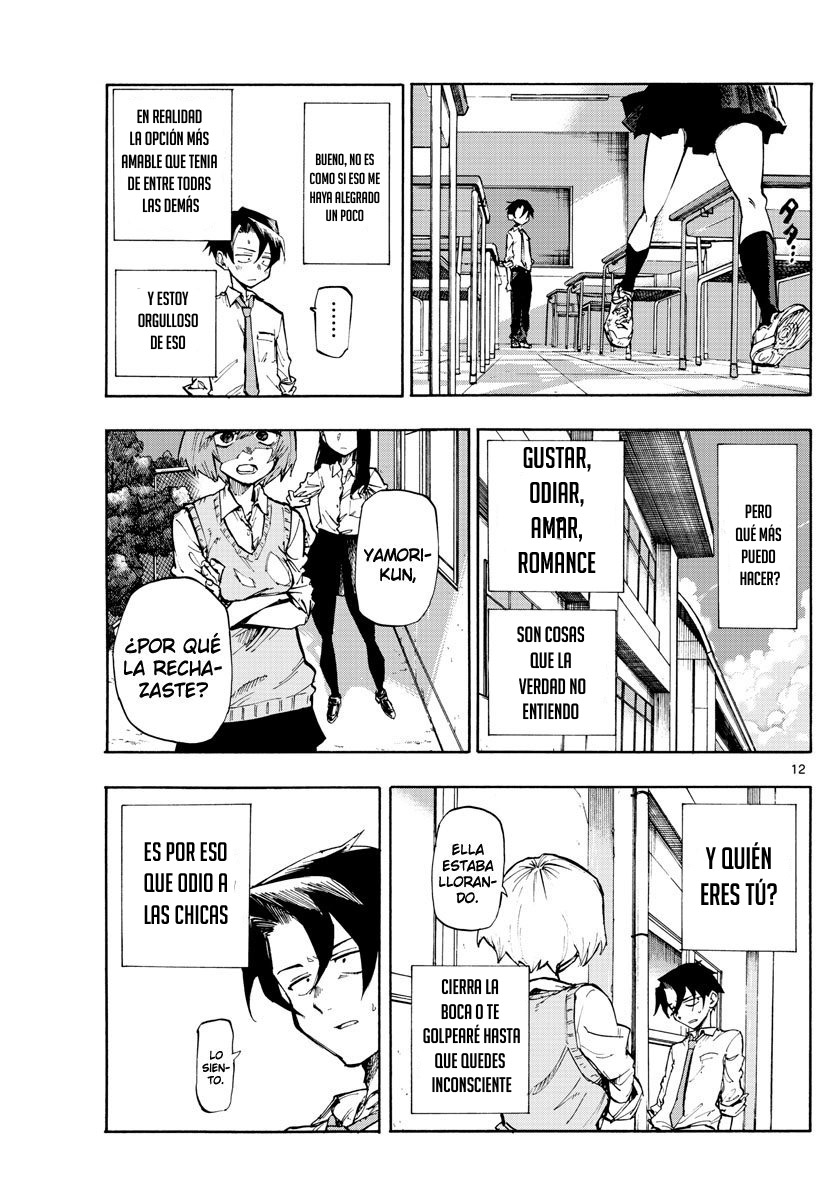 タタ...
BUENO, NO ES
COMO SI ESO ME
HAYA ALEGRADO
UN POCO
EN REALIDAD
LA OPCIÓN MÁS
AMABLE QUE TENIA
DE ENTRE TODAS
LAS DEMÁS
Y ESTOY
ORGULLOSO
DE ESO
......
PERO
QUÉ MÁS
PUEDO
HACER?
GUSTAR,
ODIAR,
AMAR,
ROMANCE
SON COSAS
QUE LA
VERDAD NO
ENTIENDO
YAMORI-
KUN,
¿POR QUÉ
LA RECHA-
ZASTE?
12
Y QUIÉN
ERES TÚ?
ELLA
ESTABA
LLORAN-
DO.
CIERRA LA
BOCA O TE
GOLPEARÉ HASTA
QUE QUEDES
INCONSCIENTE
ES POR ESO
QUE ODIO A
LAS CHICAS
LO
SIEN-
TO.